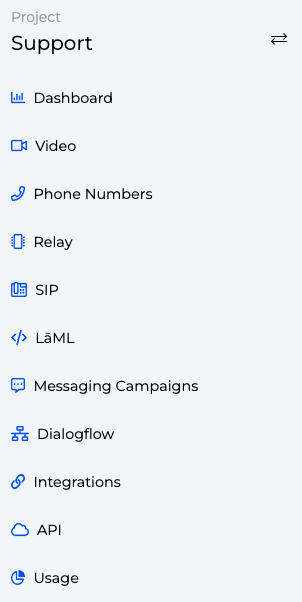 Project
Support
Dashboard
Video
Phone Numbers
Relay
SIP
LāML
Messaging Campaigns
Dialogflow
Integrations
API
Usage